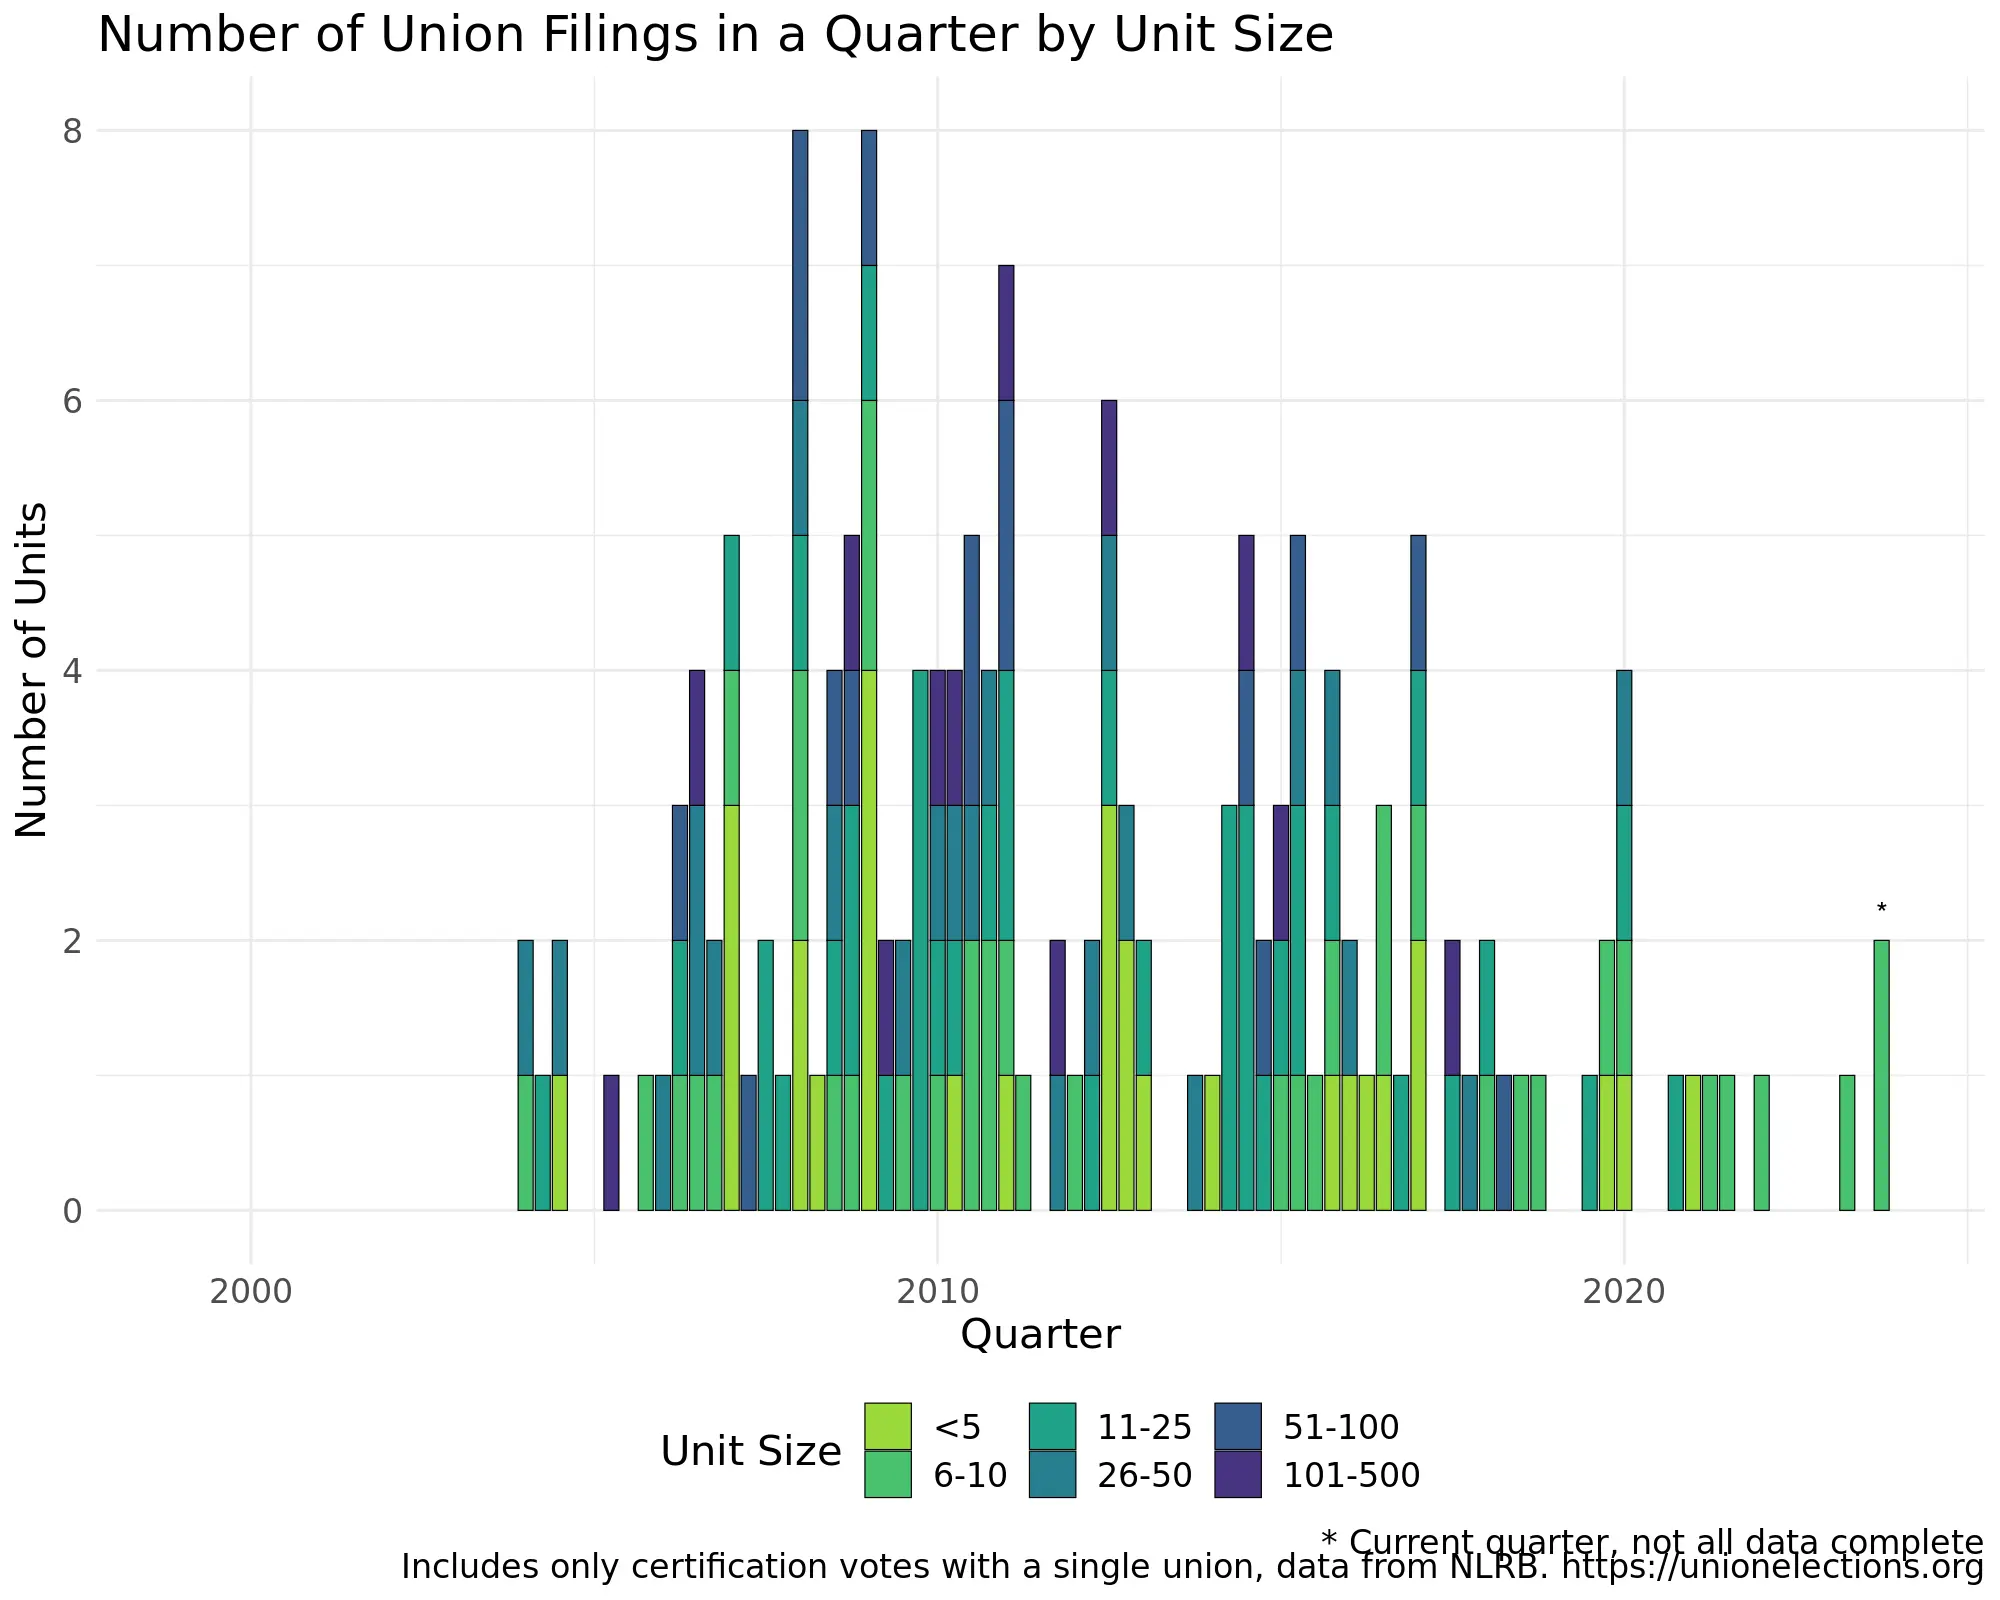 Number of Union Filings in a Quarter by Unit Size
8
6
4
2
0
Number of Units
*
2000 2010 2020
Quarter
Unit Size
<5 11-25 51-100
6-10 26-50 101-500
* Current quarter, not all data complete
Includes only certification votes with a single union, data from NLRB. https://unionelections.org